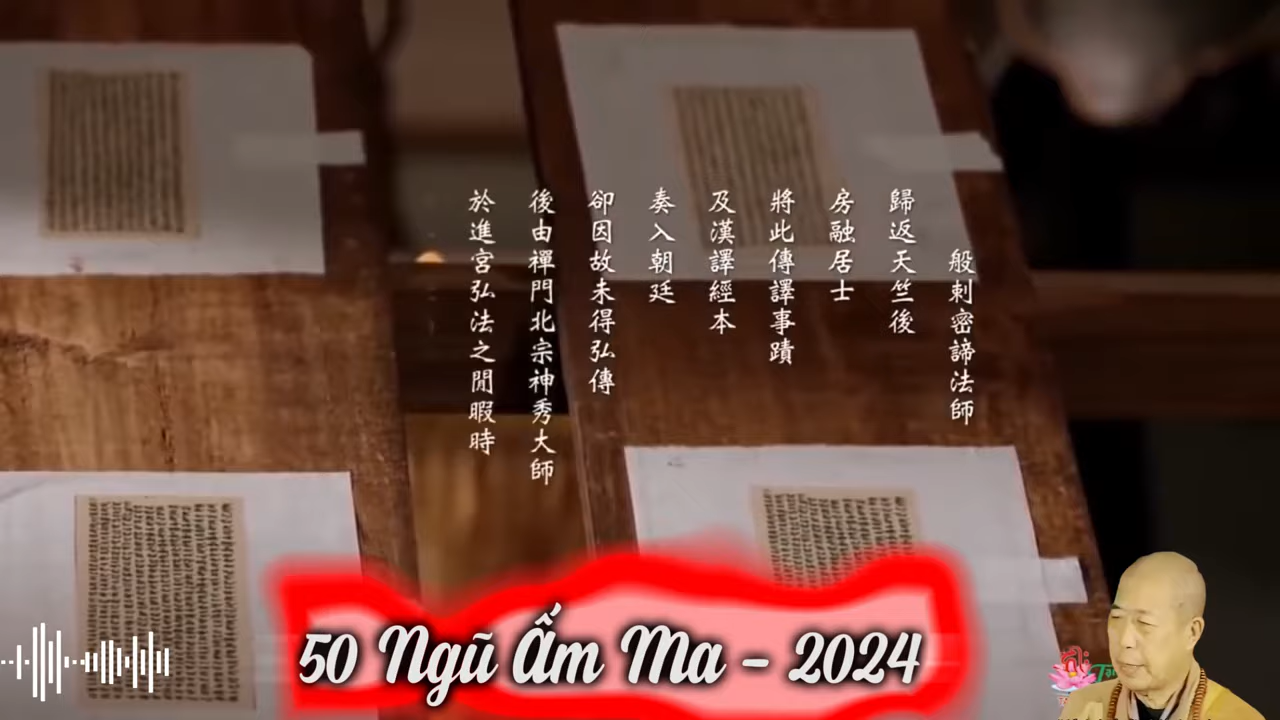 般剌密諦法師
歸返天竺後
房融居士
將此傳譯事蹟
及漢譯經本
奏入朝廷
卻因故未得弘傳
後由禪門北宗神秀大師
於進宮弘法之閒暇時
50 Ngũ Ấm Ma - 2024